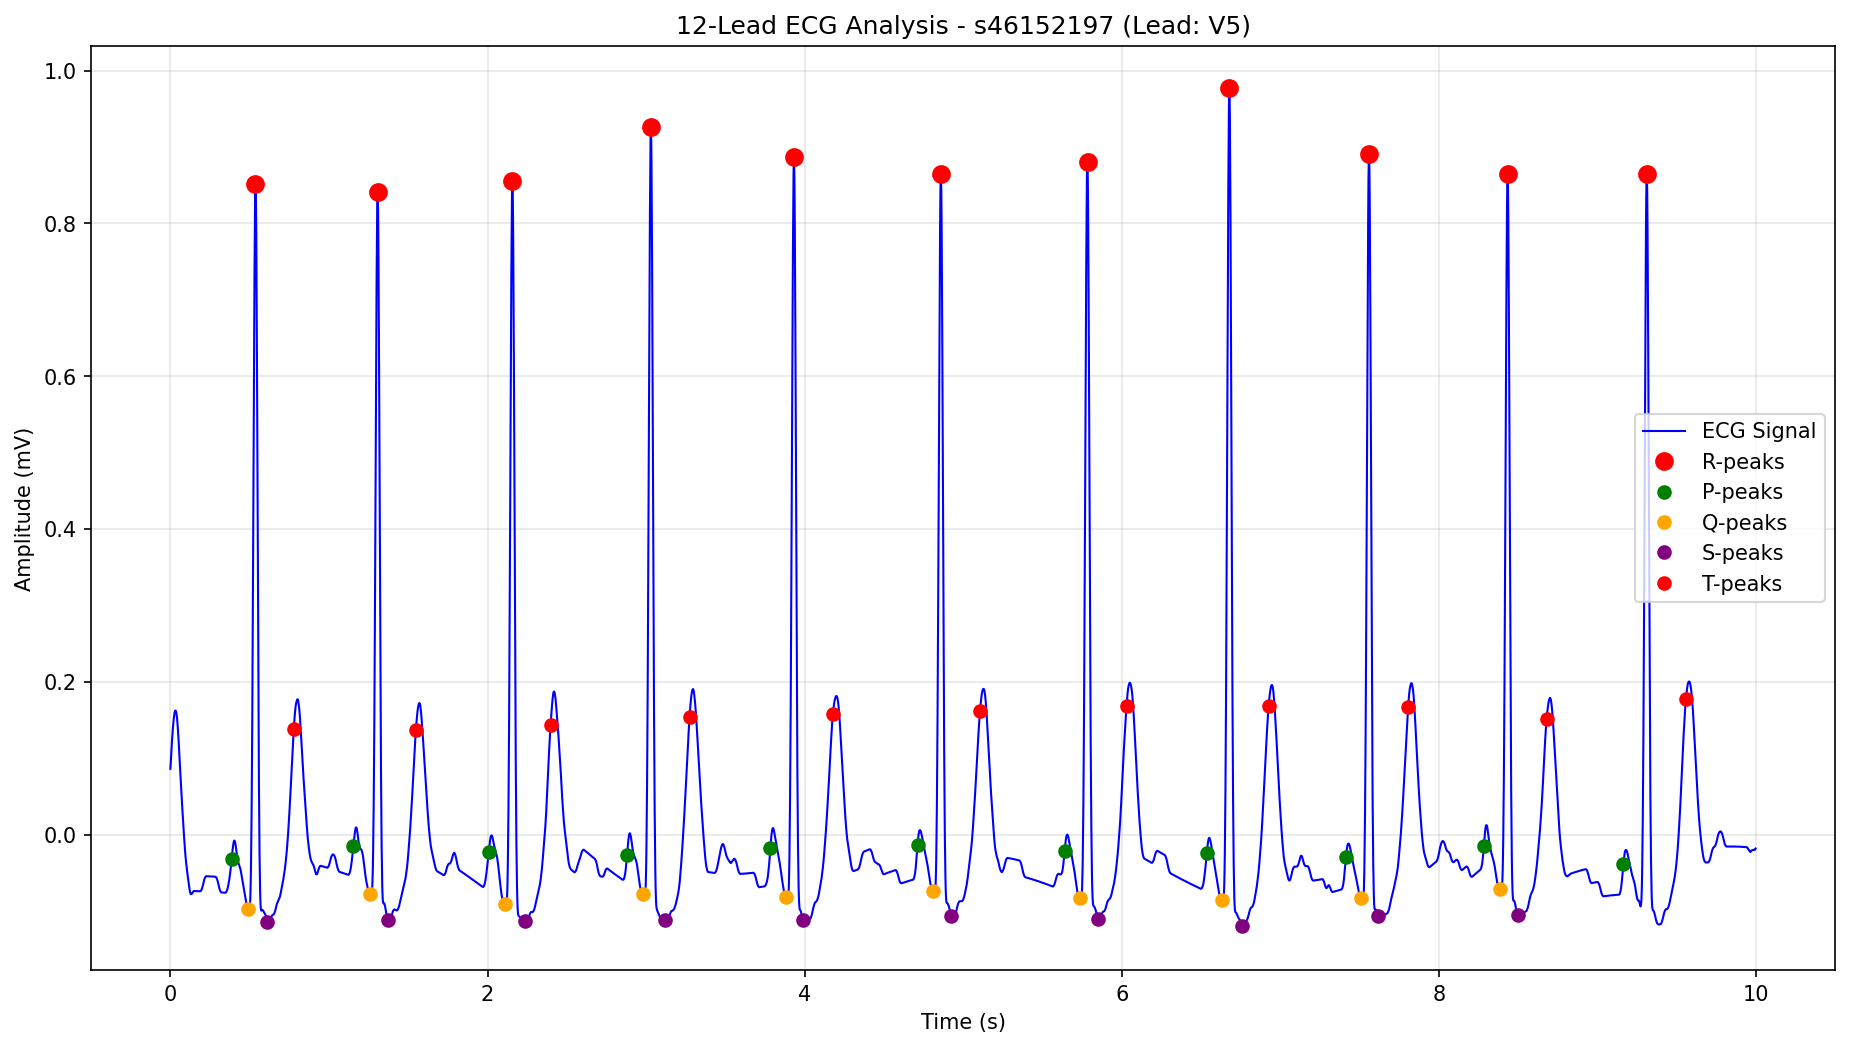 12-Lead ECG Analysis - s46152197 (Lead: V5)
1.0
0.8
0.6
0.4
0.2
0.0
Amplitude (mV)
ECG Signal
R-peaks
P-peaks
Q-peaks
S-peaks
T-peaks
0 2 4 6 8 10
Time (s)